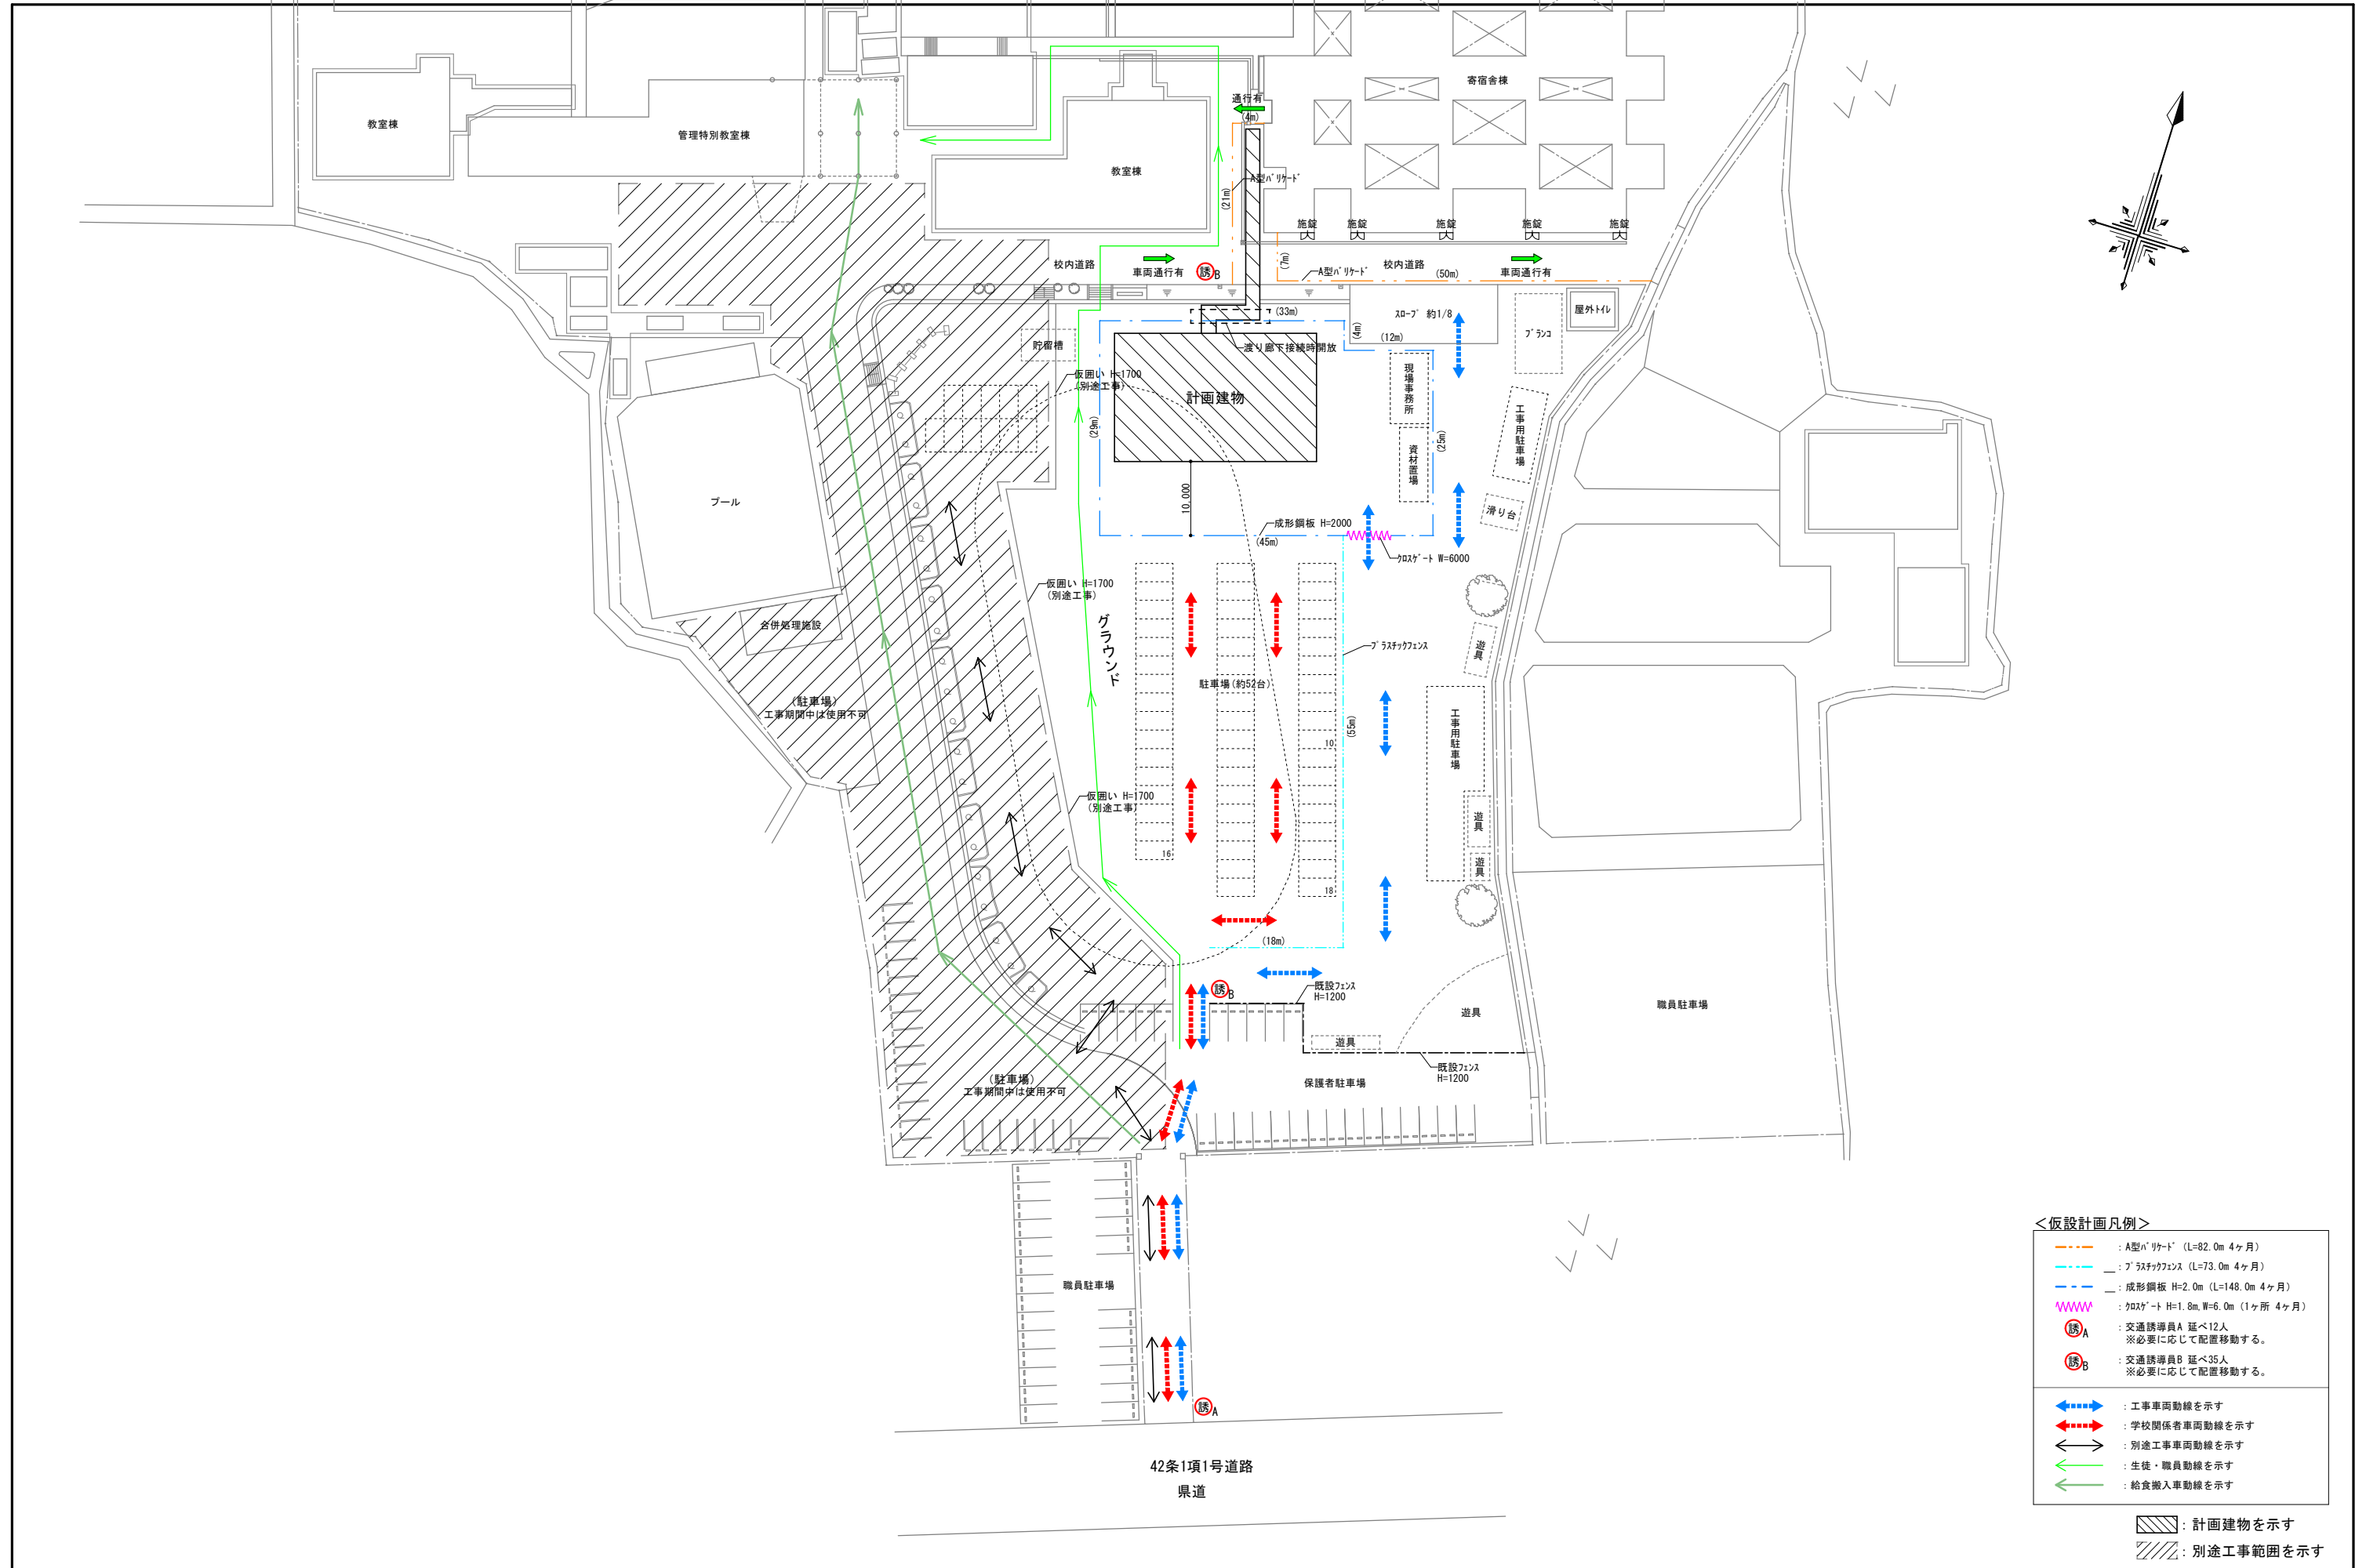 寄宿舎棟
通行有
(4m)
教室棟
管理特別教室棟
教室棟
A型ﾊﾞﾘｹｰﾄﾞ
(21m)
施錠
施錠
施錠
施錠
施錠
校内道路
車両通行有
誘B
(7m)
校内道路
A型ﾊﾞﾘｹｰﾄﾞ
(50m)
車両通行有
屋外ﾄｲﾚ
ﾌﾞﾗﾝｺ
ｽﾛｰﾌﾟ 約1/8
(33m)
(4m)
(12m)
貯留槽
渡り廊下接続時開放
仮囲い H=1700
(別途工事)
計画建物
現場事務所
工事用駐車場
(29m)
(25m)
資材置場
プール
10,000
滑り台
成形鋼板 H=2000
(45m)
ｸﾛｽｹﾞｰﾄ W=6000
仮囲い H=1700
(別途工事)
グラウンド
合併処理施設
ﾌﾟﾗｽﾁｯｸﾌｪﾝｽ
遊具
駐車場(約52台)
(駐車場)
工事期間中は使用不可
(55m)
工事用駐車場
10
仮囲い H=1700
(別途工事)
遊具
16
遊具
18
(18m)
誘B
既設ﾌｪﾝｽ
H=1200
職員駐車場
遊具
遊具
既設ﾌｪﾝｽ
H=1200
(駐車場)
工事期間中は使用不可
保護者駐車場
職員駐車場
誘A
42条1項1号道路
県道
＜仮設計画凡例＞
：A型ﾊﾞﾘｹｰﾄﾞ (L=82.0m 4ヶ月)
：ﾌﾟﾗｽﾁｯｸﾌｪﾝｽ (L=73.0m 4ヶ月)
：成形鋼板 H=2.0m (L=148.0m 4ヶ月)
：ｸﾛｽｹﾞｰﾄ H=1.8m,W=6.0m (1ヶ所 4ヶ月)
誘A ：交通誘導員A 延べ12人
※必要に応じて配置移動する。
誘B ：交通誘導員B 延べ35人
※必要に応じて配置移動する。
：工事車両動線を示す
：学校関係者車両動線を示す
：別途工事車両動線を示す
：生徒・職員動線を示す
：給食搬入車動線を示す
：計画建物を示す
：別途工事範囲を示す